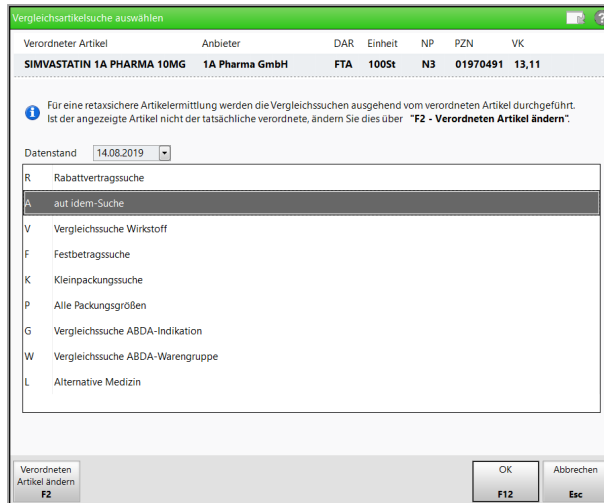 Vergleichsartikelsuche auswählen
Verordneter Artikel Anbieter DAR Einheit NP PZN VK
SIMVASTATIN 1A PHARMA 10MG 1A Pharma GmbH FTA 100St N3 01970491 13,11
Für eine retaxsichere Artikelermittlung werden die Vergleichssuchen ausgehend vom verordneten Artikel durchgeführt.
Ist der angezeigte Artikel nicht der tatsächliche verordnete, ändern Sie dies über "F2 - Verordneten Artikel ändern".
Datenstand 14.08.2019
R Rabattvertragssuche
A aut idem-Suche
V Vergleichssuche Wirkstoff
F Festbetragssuche
K Kleinpackungssuche
P Alle Packungsgrößen
G Vergleichssuche ABDA-Indikation
W Vergleichssuche ABDA-Warengruppe
L Alternative Medizin
Verordneten
Artikel ändern
F2
OK
F12
Abbrechen
Esc